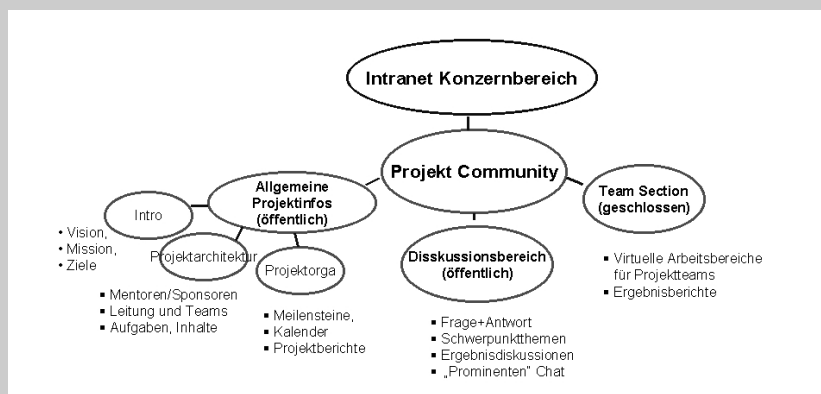 Intranet Konzernbereich
Projekt Community
Allgemeine
Projektinfos
(öffentlich)
Team Section
(geschlossen)
Intro
• Vision,
• Mission,
• Ziele
Projektarchitektur
Projektorga
Disskussionsbereich
(öffentlich)
▪ Virtuelle Arbeitsbereiche
für Projektteams
▪ Ergebnisberichte
▪ Mentoren/Sponsoren
▪ Leitung und Teams
▪ Aufgaben, Inhalte
▪ Meilensteine,
▪ Kalender
▪ Projektberichte
▪ Frage+Antwort
▪ Schwerpunktthemen
▪ Ergebnisdiskussionen
▪ „Prominenten" Chat